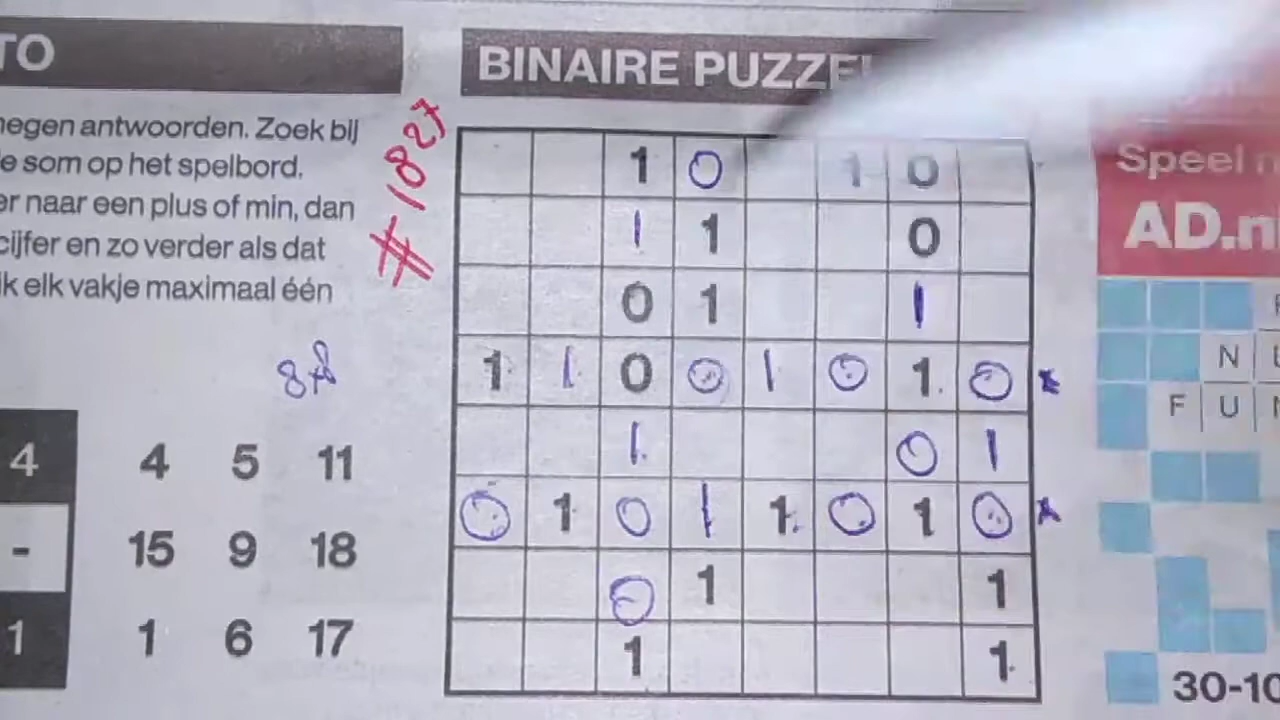 TO
BINAIRE PUZZE
negen antwoorden. Zoek bij
e som op het spelbord.
er naar een plus of min, dan
cijfer en zo verder als dat
ik elk vakje maximaal één
#1827
8x8
1 0 1 0
1 1 0
0 1 1
1 1 0 0 1 0 1 0 *
1 0 1
0 1 0 1 1 0 1 0 *
0 1 1
1 1
4 4 5 11
- 15 9 18
1 1 6 17
Speel
AD.n
N
F U
30-10